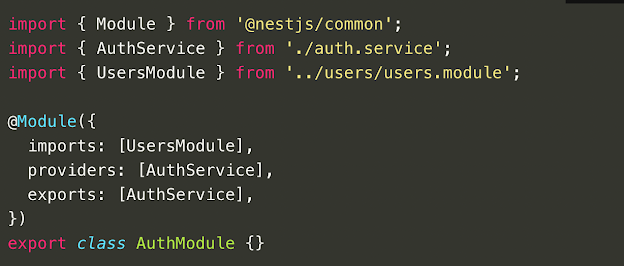 import { Module } from '@nestjs/common';
import { AuthService } from './auth.service';
import { UsersModule } from '../users/users.module';
@Module({
  imports: [UsersModule],
  providers: [AuthService],
  exports: [AuthService],
})
export class AuthModule {}